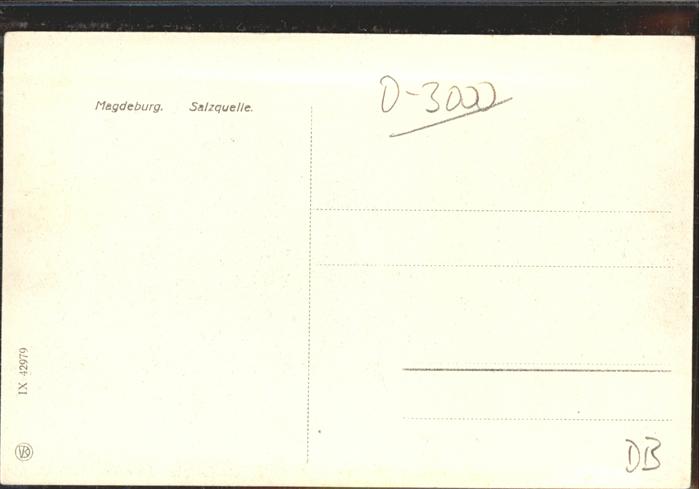 Magdeburg. Salzquelle.
D-3000
IX 42979
DB